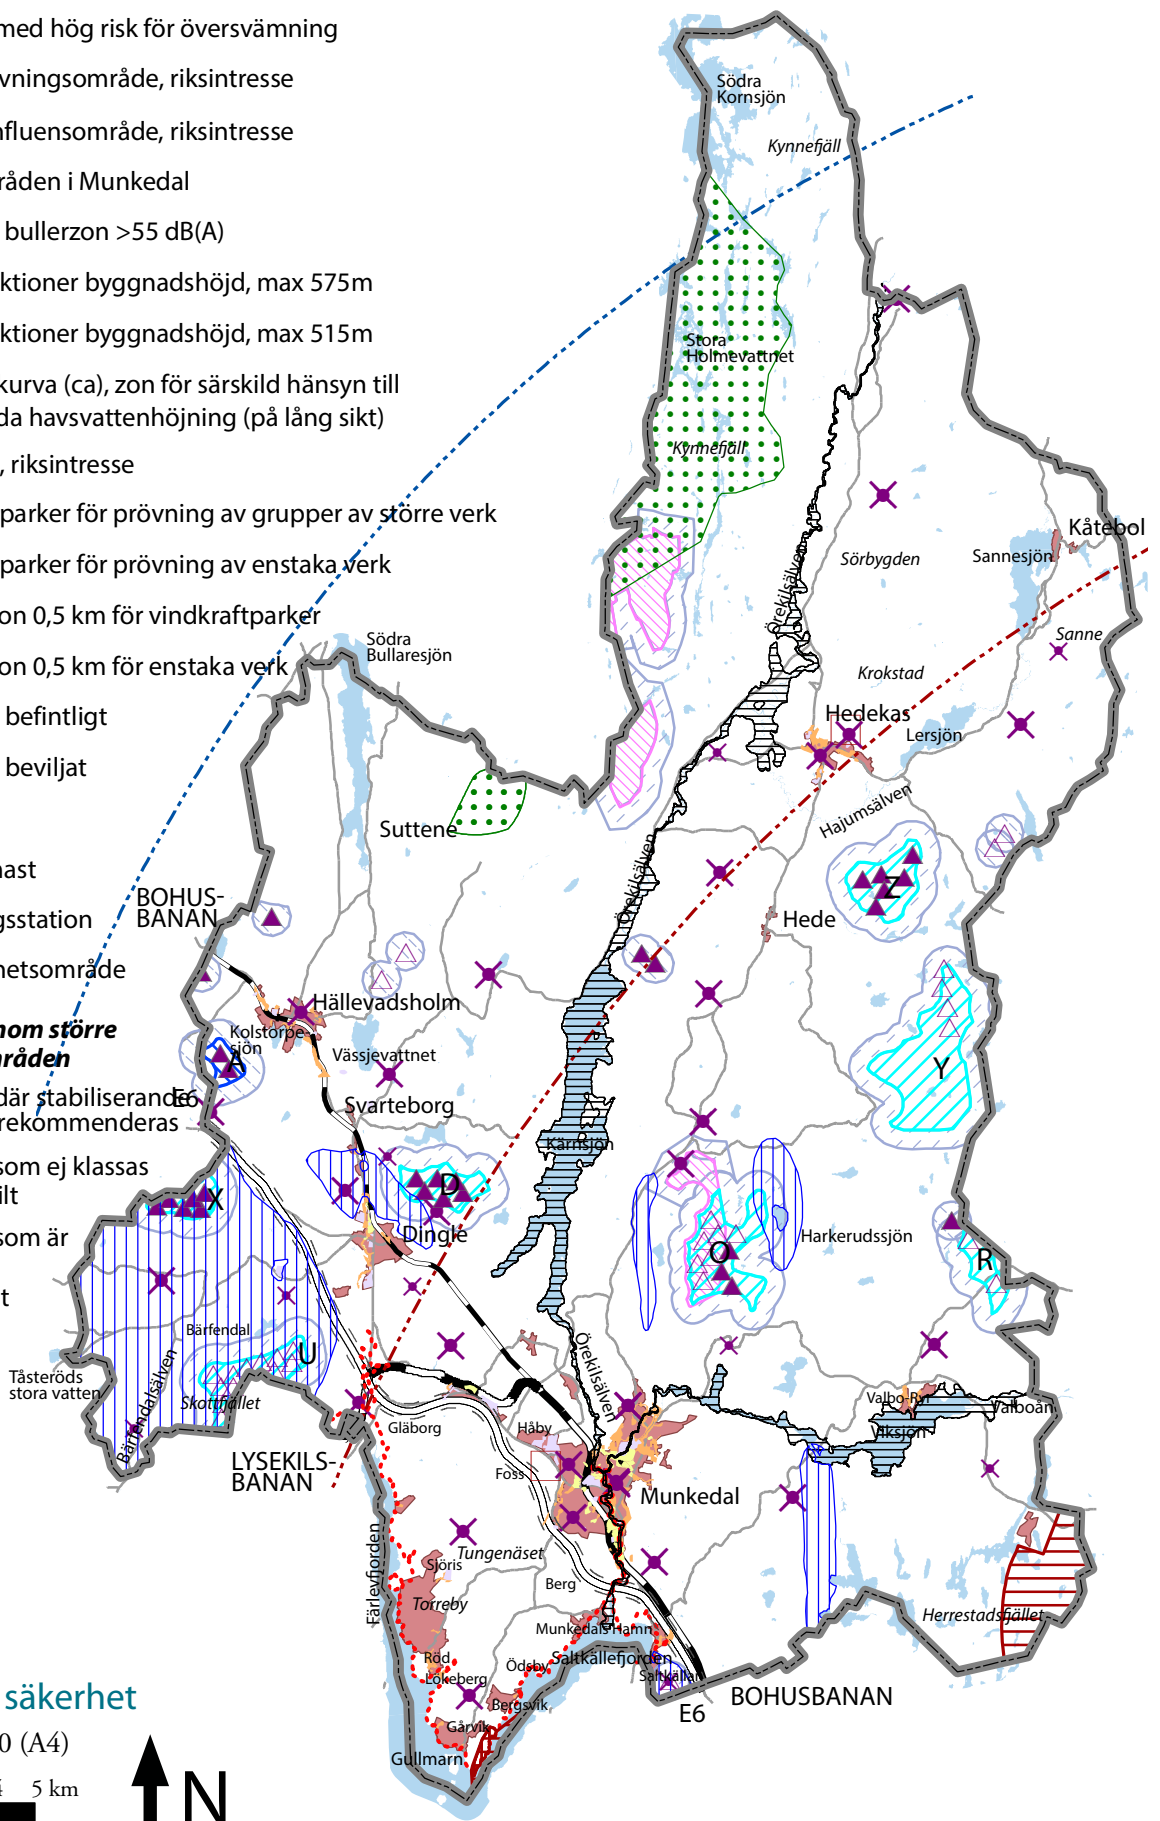 med hög risk för översvämning
vningsområde, riksintresse
nfluensområde, riksintresse
råden i Munkedal
bullerzon >55 dB(A)
ktioner byggnadshöjd, max 575m
ktioner byggnadshöjd, max 515m
kurva (ca), zon för särskild hänsyn till
da havsvattenhöjning (på lång sikt)
, riksintresse
parker för prövning av grupper av större verk
parker för prövning av enstaka verk
on 0,5 km för vindkraftparker
on 0,5 km för enstaka verk
befintligt
beviljat
nast
gsstation
hetsområde
nom större
mråden
där stabiliserande
rekommenderas
som ej klassas
ilt
som är
t
säkerhet
0 (A4)
4 5 km
N
Södra
Kornsjön
Kynnefjäll
Stora
Holmevattnet
Kynnefjäll
Kåtebol
Sannesjön
Sörbygden
Örekilsälven
Sanne
Södra
Bullaresjön
Krokstad
Hedekas
Lersjön
Hajumsälven
Suttene
Örekilsälven
Z
BOHUS-
BANAN
Hede
Hällevadsholm
Kolstorpe-
sjön
A
Vässjevattnet
Y
E6
Svarteborg
Kärnsjön
D
X
Dingle
Harkerudssjön
O
R
Bärfendal
U
Tåsteröds
stora vatten
Bärfendalsälven
Skottfjället
Örekilsälven
Valbo-Ryr
Valboån
Viksjön
Gläborg
Håby
LYSEKILS-
BANAN
Foss
Munkedal
Färlevfjorden
Tungenäset
Sjöris
Berg
Torreby
Herrestadsfjället
Munkedals Hamn
Röd
Ödsby
Saltkällefjorden
Lökeberg
Saltkällan
Bergsvik
BOHUSBANAN
E6
Gårvik
Gullmarn